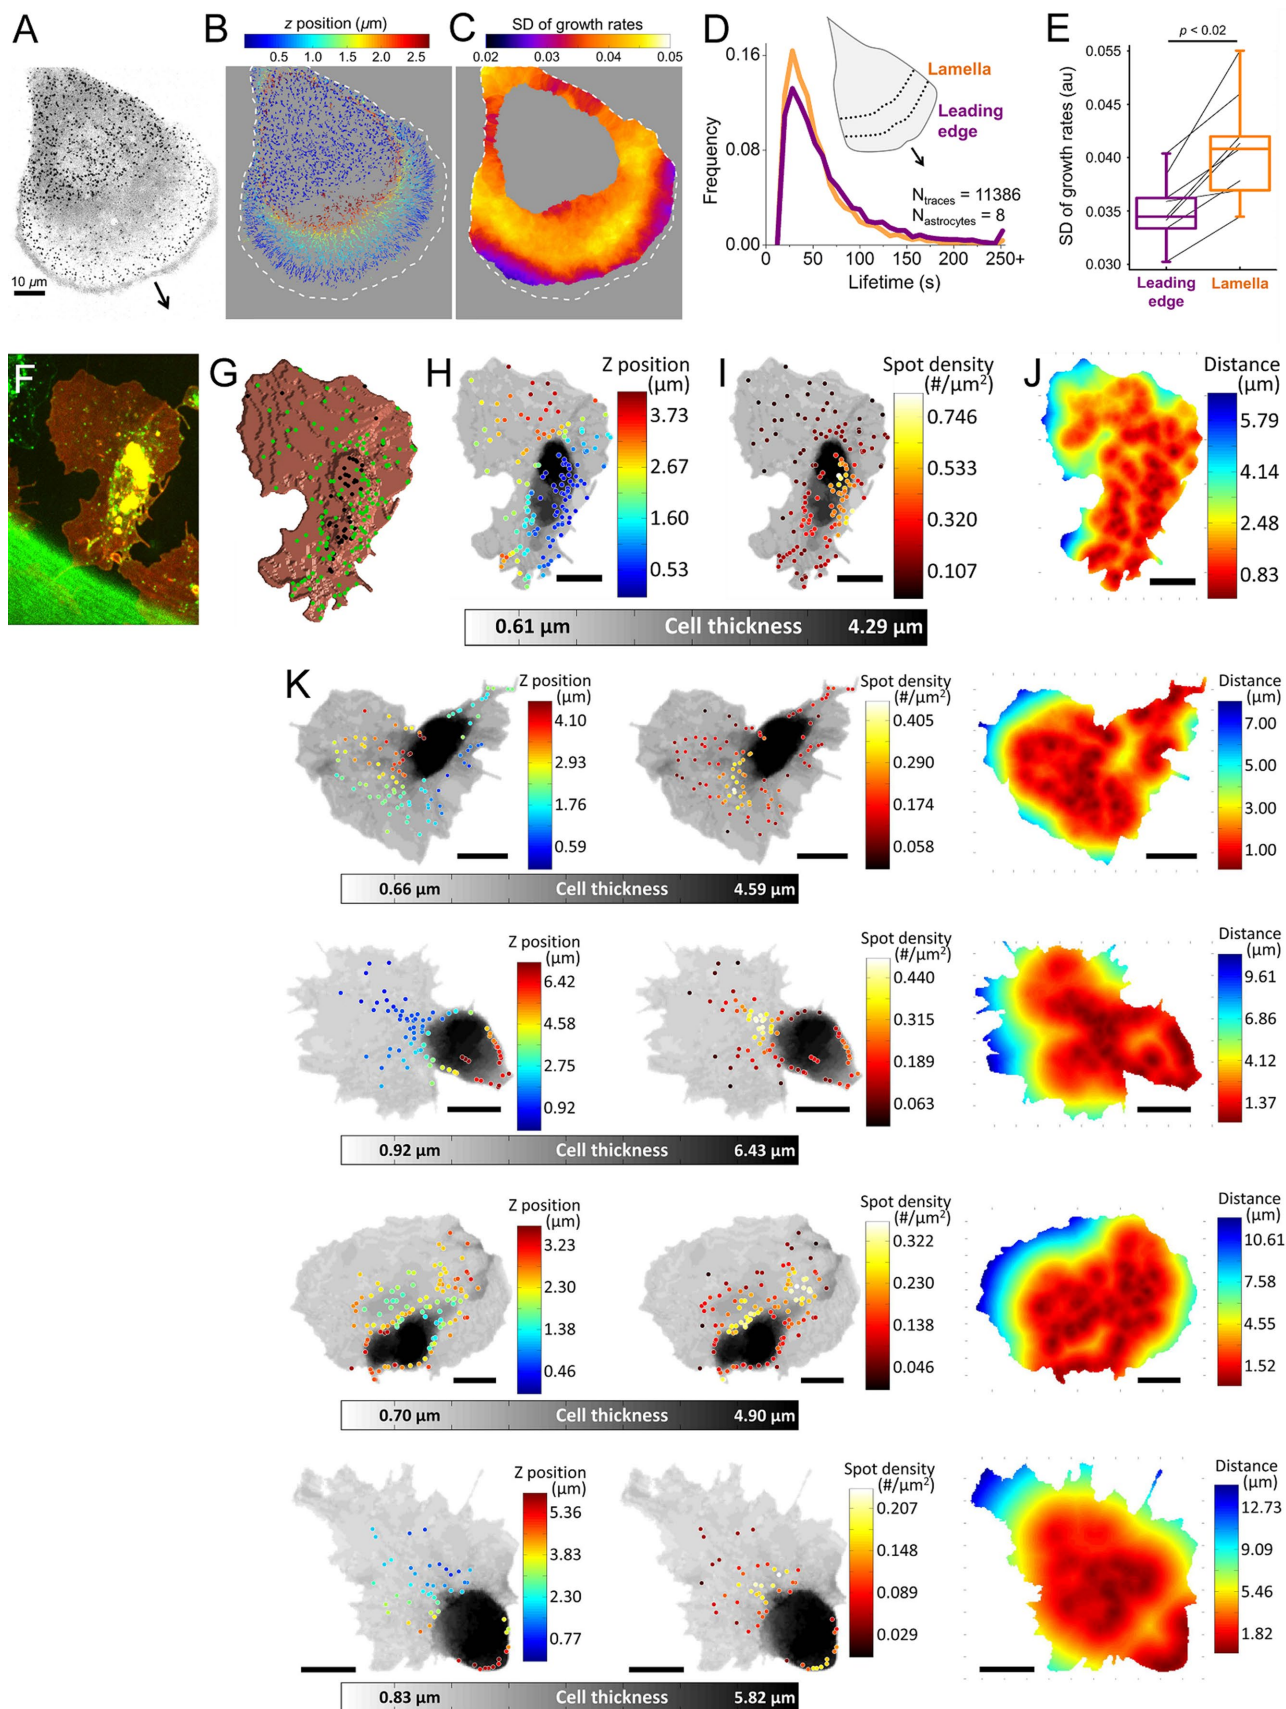 A
10 µm
B
z position (µm)
0.5 1.0 1.5 2.0 2.5
C
SD of growth rates
0.02 0.03 0.04 0.05
D
0.16
0.08
0.00
Frequency
0 50 100 150 200 250+
Lifetime (s)
Lamella
Leading
edge
Ntraces = 11386
Nastrocytes = 8
E
p < 0.02
0.055
0.050
0.045
0.040
0.035
0.030
SD of growth rates (au)
Leading
edge
Lamella
F
G
H
Z position
(µm)
3.73
2.67
1.60
0.53
I
Spot density
(#/µm²)
0.746
0.533
0.320
0.107
J
Distance
(µm)
5.79
4.14
2.48
0.83
0.61 µm Cell thickness 4.29 µm
K
Z position
(µm)
4.10
2.93
1.76
0.59
Spot density
(#/µm²)
0.405
0.290
0.174
0.058
Distance
(µm)
7.00
5.00
3.00
1.00
0.66 µm Cell thickness 4.59 µm
Z position
(µm)
6.42
4.58
2.75
0.92
Spot density
(#/µm²)
0.440
0.315
0.189
0.063
Distance
(µm)
9.61
6.86
4.12
1.37
0.92 µm Cell thickness 6.43 µm
Z position
(µm)
3.23
2.30
1.38
0.46
Spot density
(#/µm²)
0.322
0.230
0.138
0.046
Distance
(µm)
10.61
7.58
4.55
1.52
0.70 µm Cell thickness 4.90 µm
Z position
(µm)
5.36
3.83
2.30
0.77
Spot density
(#/µm²)
0.207
0.148
0.089
0.029
Distance
(µm)
12.73
9.09
5.46
1.82
0.83 µm Cell thickness 5.82 µm